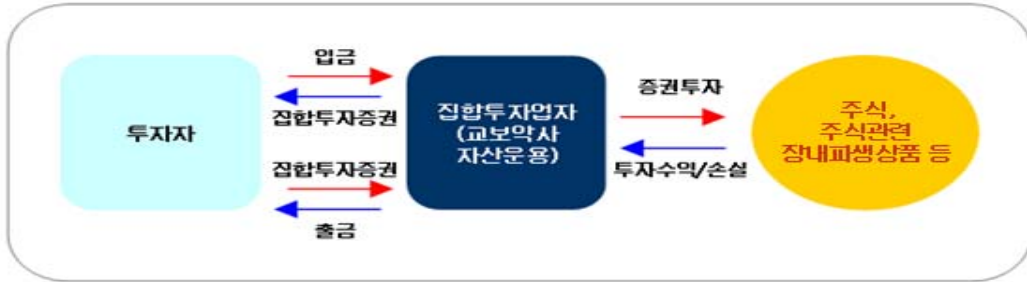 입금
집합투자증권
투자자
집합투자증권
출금
집합투자업자
(교보악사
자산운용)
증권투자
투자수익/손실
주식,
주식관련
장내파생상품 등